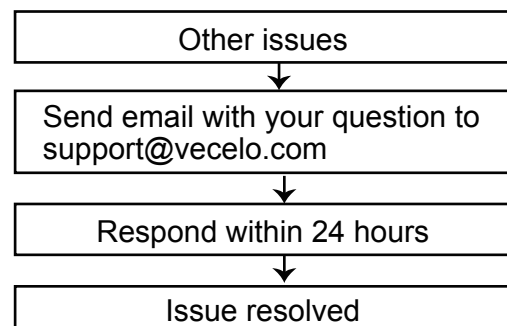 Other issues
Send email with your question to
support@vecelo.com
Respond within 24 hours
Issue resolved